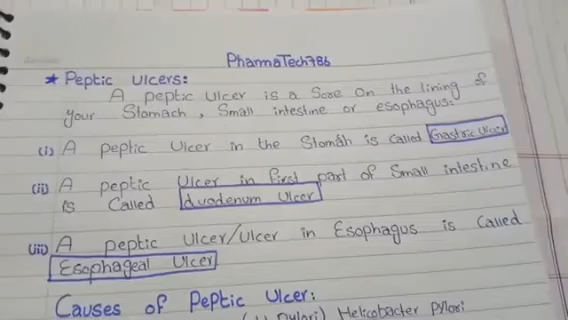 PharmaTech786
* Peptic Ulcers:
A peptic Ulcer is a Sore On the lining of
your Stomach, Small intestine or esophagus.
(i) A peptic Ulcer in the Stomach is called Gastric Ulcer
(ii) A peptic Ulcer in first part of Small intestine
is Called duodenum Ulcer
(iii) A peptic Ulcer/Ulcer in Esophagus is Called
Esophageal Ulcer
Causes of Peptic Ulcer:
(H. pylori) Helicobacter Pylori